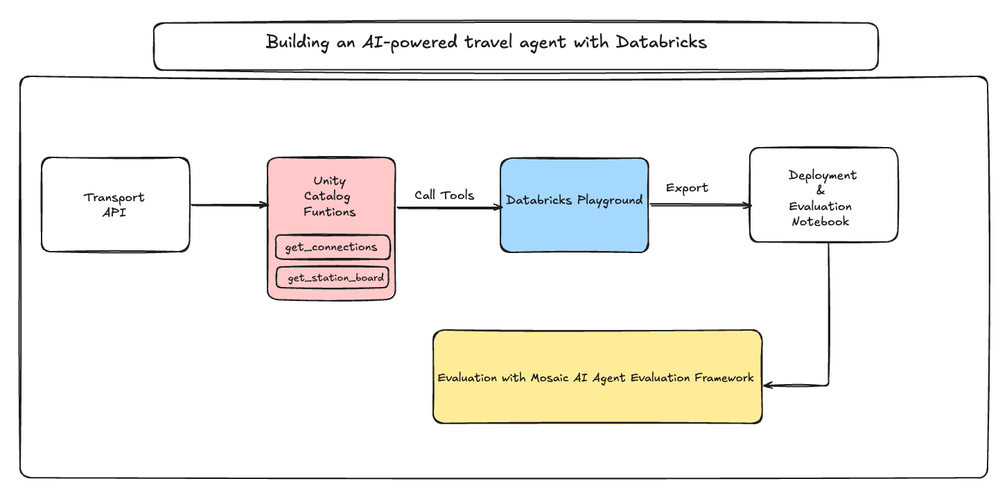 Building an AI-powered travel agent with Databricks
Transport
API
Unity
Catalog
Funtions
get_connections
get_station_board
Call Tools
Databricks Playground
Export
Deployment
&
Evaluation
Notebook
Evaluation with Mosaic AI Agent Evaluation Framework